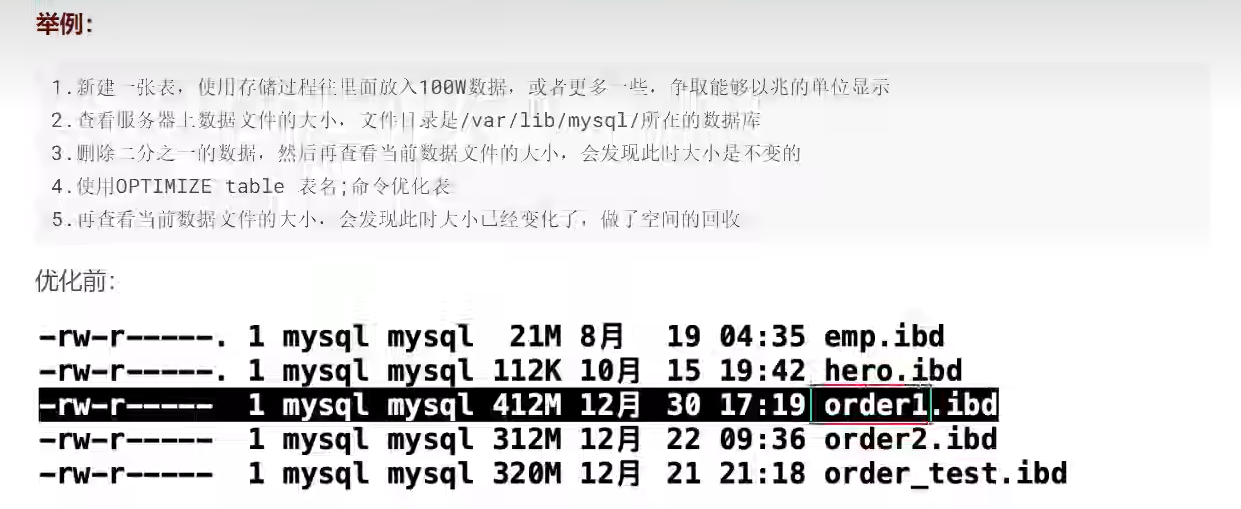 举例：
1.新建一张表，使用存储过程往里面放入100W数据，或者更多一些，争取能够以兆的单位显示
2.查看服务器上数据文件的大小，文件目录是/var/lib/mysql/所在的数据库
3.删除二分之一的数据，然后再查看当前数据文件的大小，会发现此时大小是不变的
4.使用OPTIMIZE table 表名;命令优化表
5.再查看当前数据文件的大小，会发现此时大小已经变化了，做了空间的回收
优化前：
-rw-r-----. 1 mysql mysql  21M 8月  19 04:35 emp.ibd
-rw-r-----. 1 mysql mysql 112K 10月 15 19:42 hero.ibd
-rw-r-----  1 mysql mysql 412M 12月 30 17:19 order1.ibd
-rw-r-----  1 mysql mysql 312M 12月 22 09:36 order2.ibd
-rw-r-----  1 mysql mysql 320M 12月 21 21:18 order_test.ibd